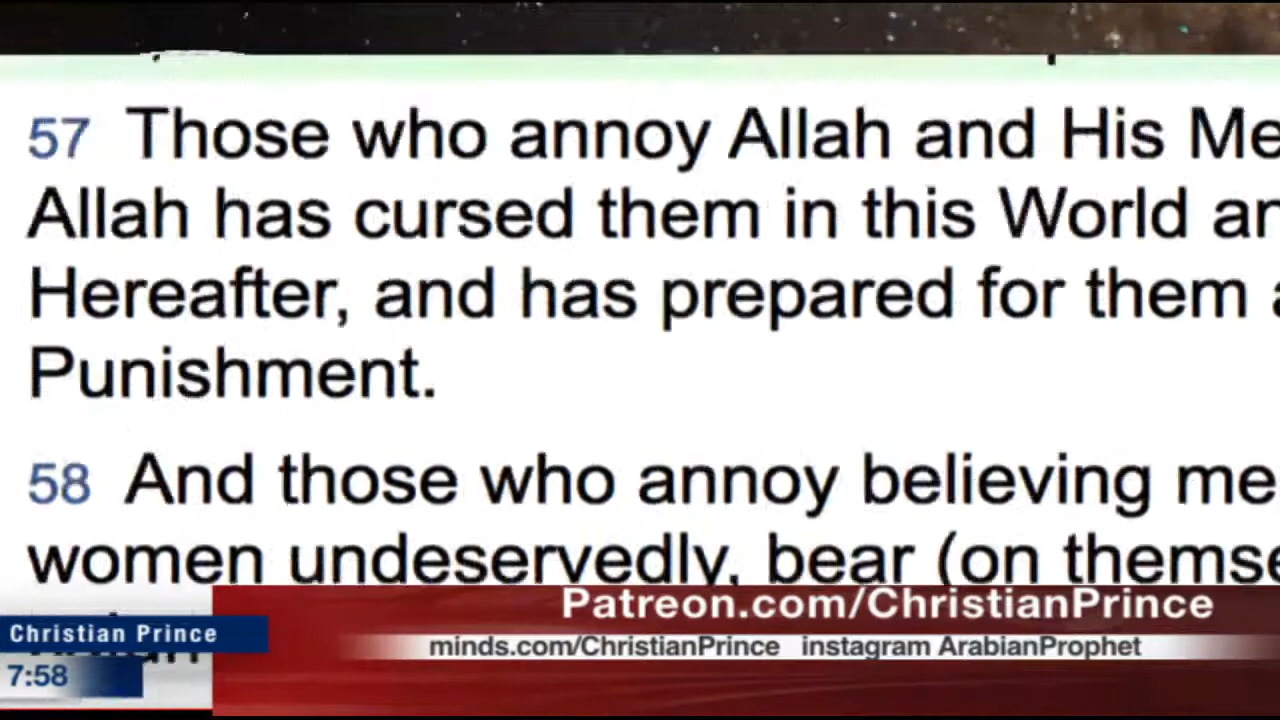 57 Those who annoy Allah and His Me
Allah has cursed them in this World an
Hereafter, and has prepared for them a
Punishment.
58 And those who annoy believing me
women undeservedly, bear (on themse
Patreon.com/ChristianPrince
Christian Prince
minds.com/ChristianPrince instagram ArabianProphet
7:58